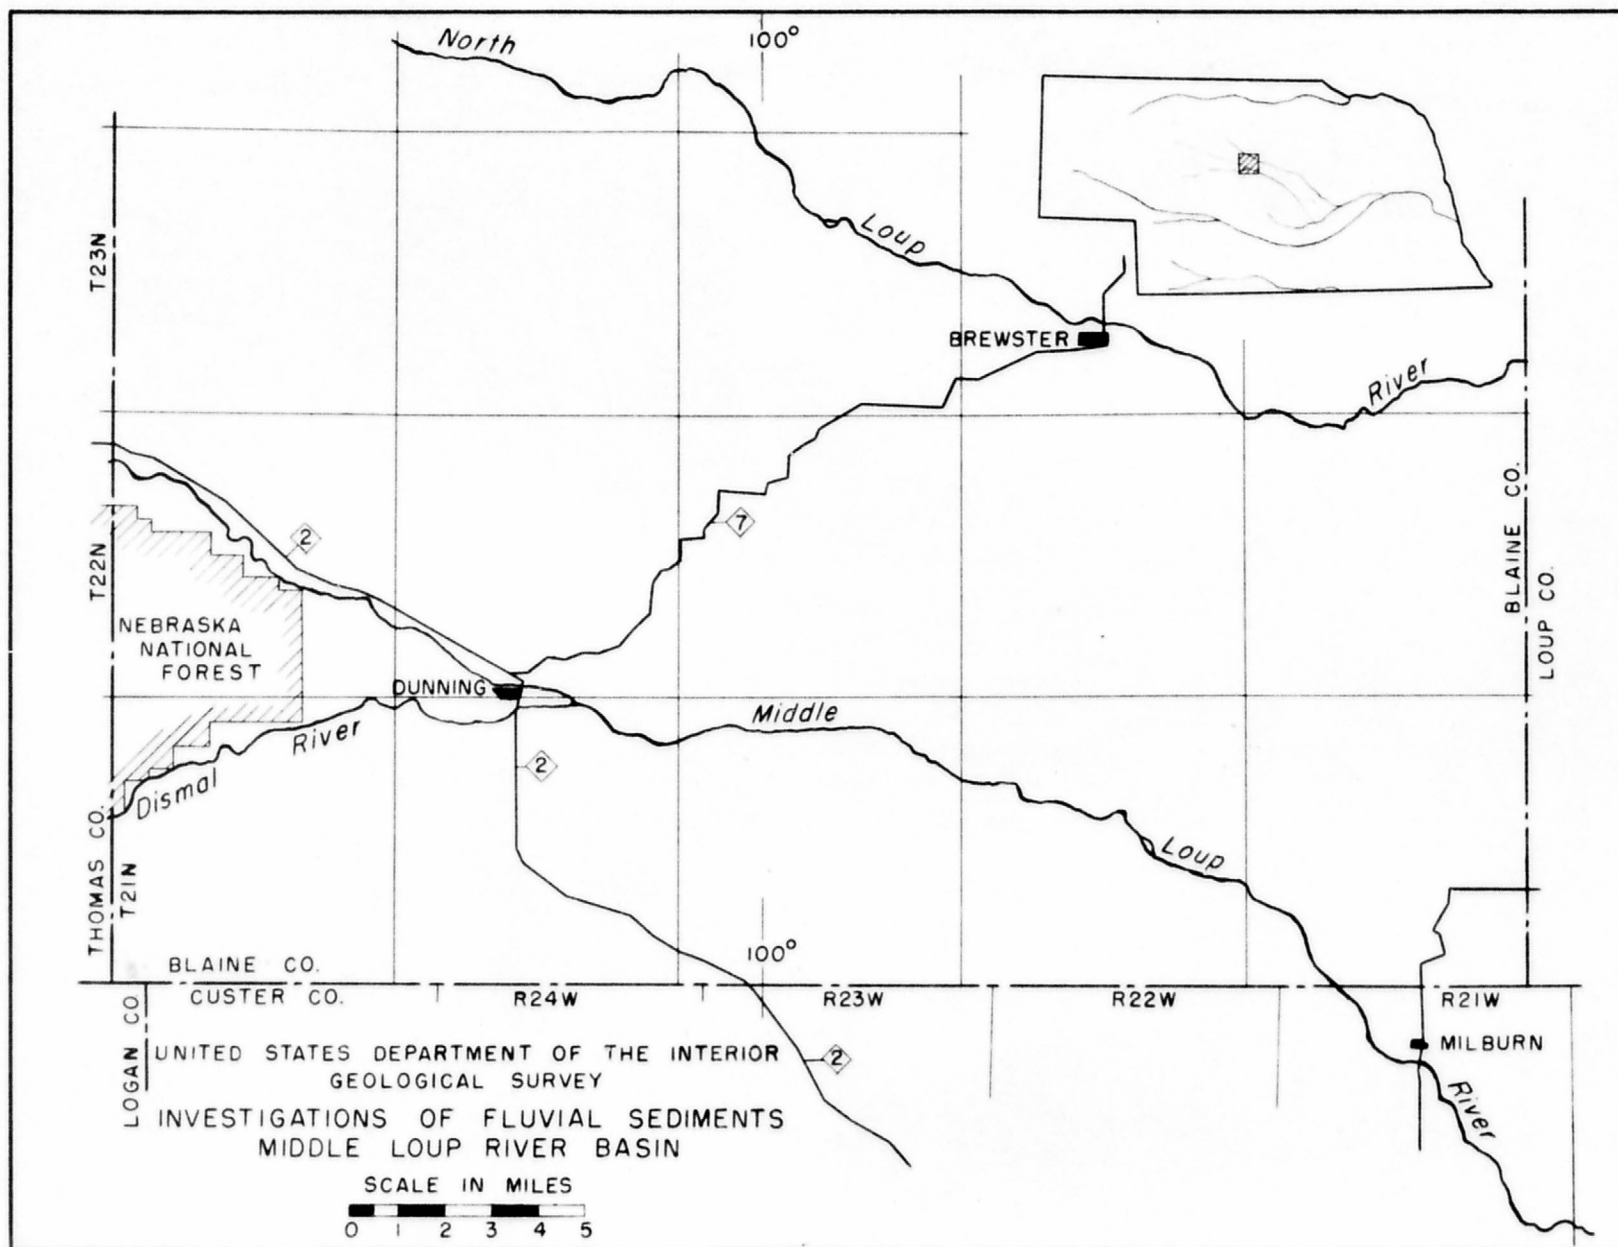 North
100°
Loup
T23N
BREWSTER
River
BLAINE CO.
LOUP CO.
2
7
T22N
NEBRASKA
NATIONAL
FOREST
DUNNING
Middle
River
Dismal
2
Loup
THOMAS CO.
T21N
100°
BLAINE CO.
CUSTER CO.
R24W
R23W
R22W
R21W
LOGAN CO.
MILBURN
2
River
UNITED STATES DEPARTMENT OF THE INTERIOR
GEOLOGICAL SURVEY
INVESTIGATIONS OF FLUVIAL SEDIMENTS
MIDDLE LOUP RIVER BASIN
SCALE IN MILES
0 1 2 3 4 5